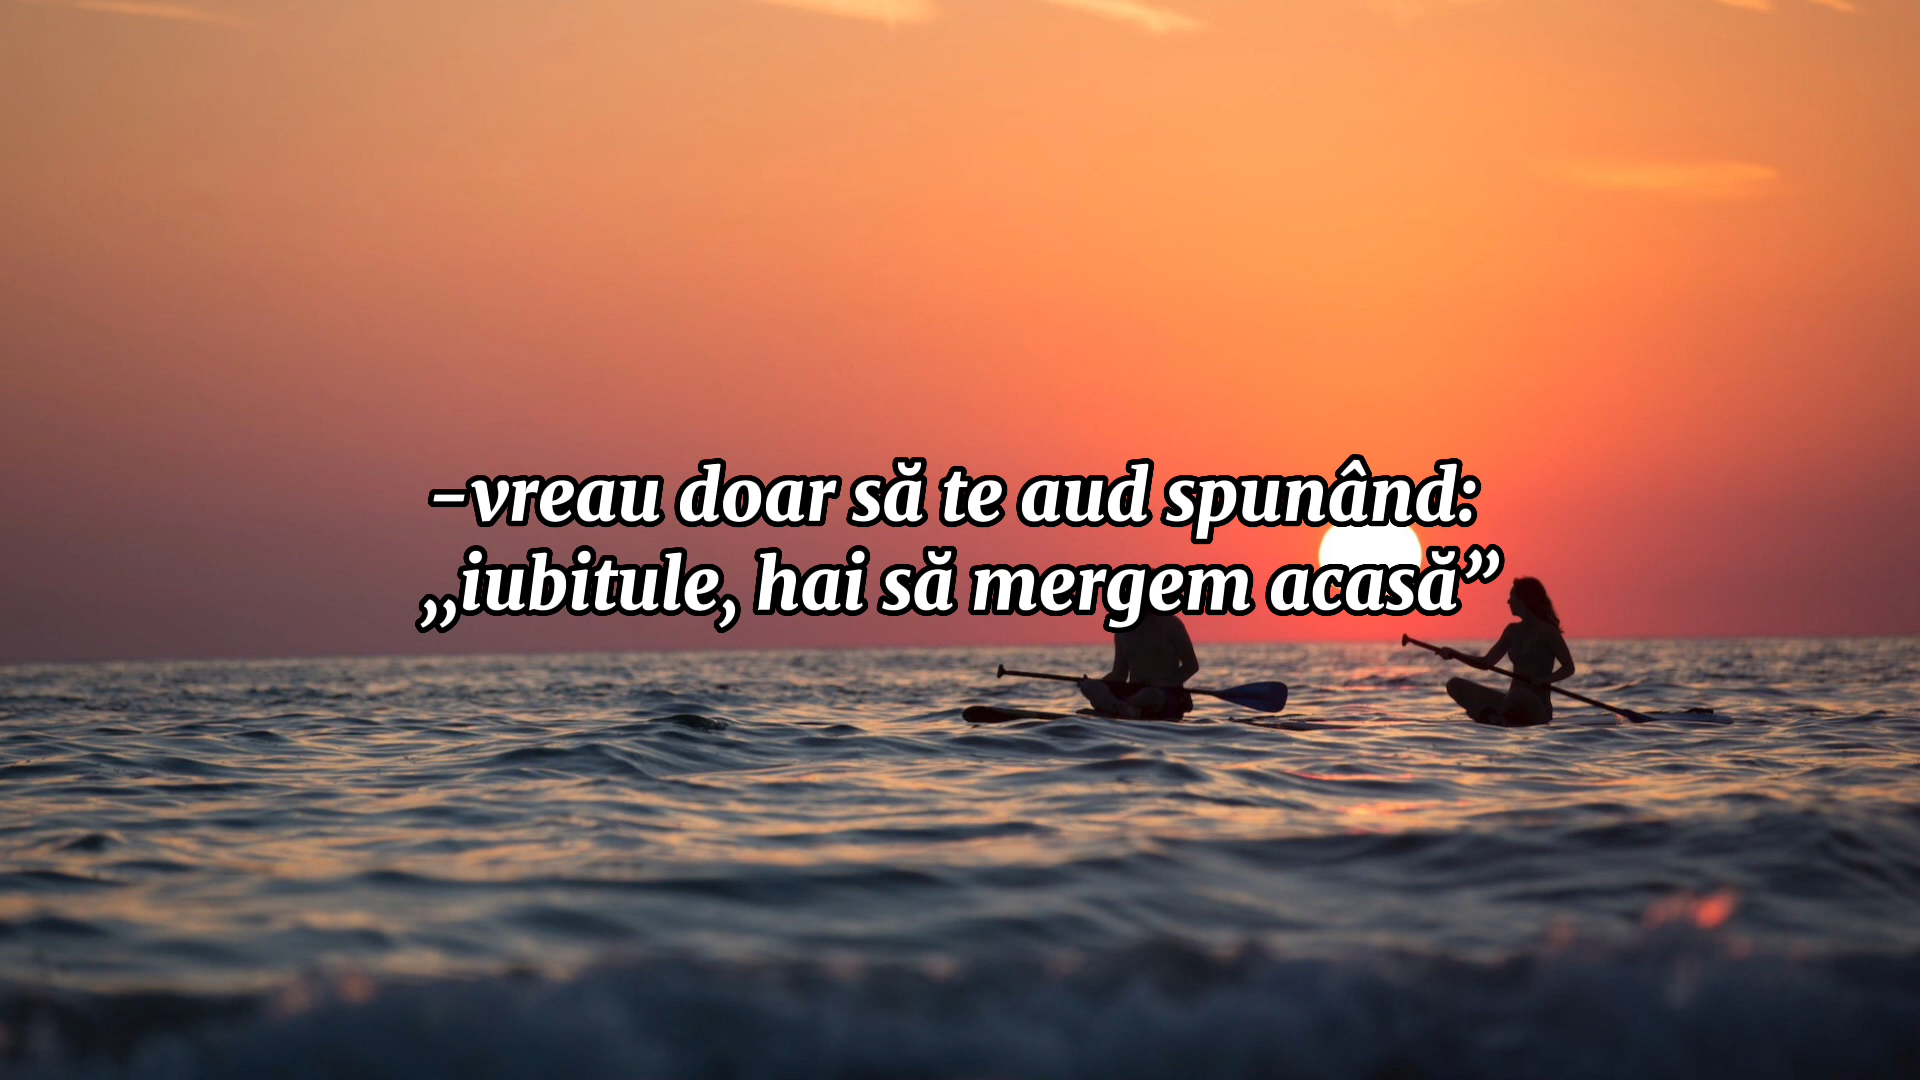 -vreau doar să te aud spunând:
„iubitule, hai să mergem acasă”